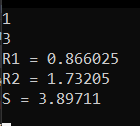 1
3
R1 = 0.866025
R2 = 1.73205
S = 3.89711